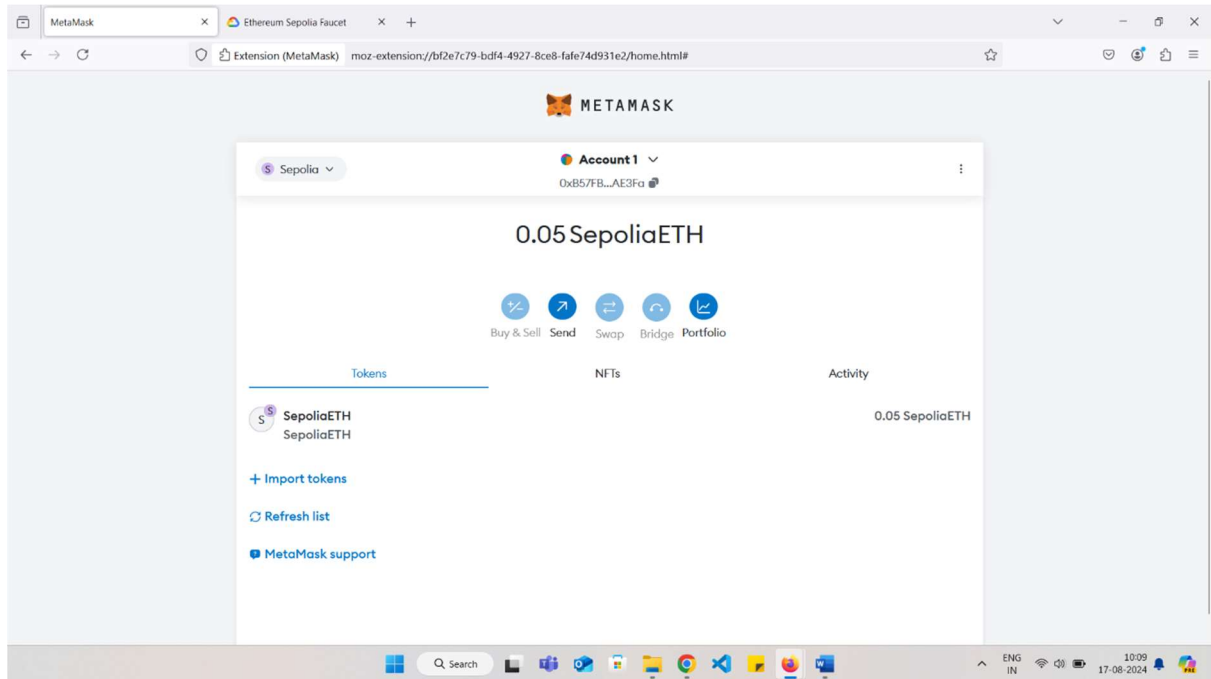 MetaMask
Ethereum Sepolia Faucet
Extension (MetaMask) moz-extension://bf2e7c79-bdf4-4927-8ce8-fafe74d931e2/home.html#
METAMASK
S Sepolia
Account 1
0xB57FB...AE3Fa
0.05 SepoliaETH
Buy & Sell Send Swap Bridge Portfolio
Tokens NFTs Activity
S S SepoliaETH 0.05 SepoliaETH
SepoliaETH
+ Import tokens
Refresh list
MetaMask support
Search
ENG
IN
10:09
17-08-2024
PRE